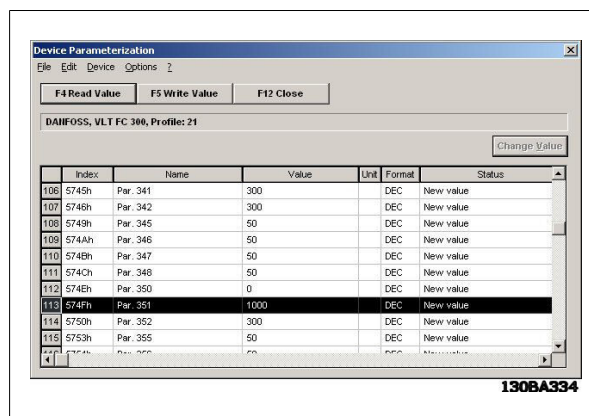 Device Parameterization
File Edit Device Options ?
F4 Read Value F5 Write Value F12 Close
DANFOSS, VLT FC 300, Profile: 21
Change Value
Index Name Value Unit Format Status
106 5745h Par. 341 300 DEC New value
107 5746h Par. 342 300 DEC New value
108 5749h Par. 345 50 DEC New value
109 574Ah Par. 346 50 DEC New value
110 574Bh Par. 347 50 DEC New value
111 574Ch Par. 348 50 DEC New value
112 574Eh Par. 350 0 DEC New value
113 574Fh Par. 351 1000 DEC New value
114 5750h Par. 352 300 DEC New value
115 5753h Par. 355 50 DEC New value
130BA334